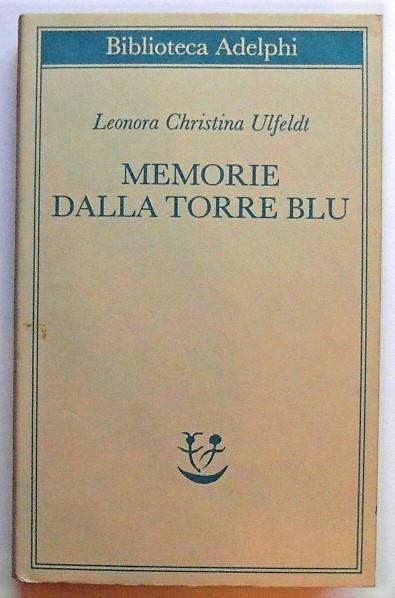 Biblioteca Adelphi
Leonora Christina Ulfeldt
MEMORIE
DALLA TORRE BLU